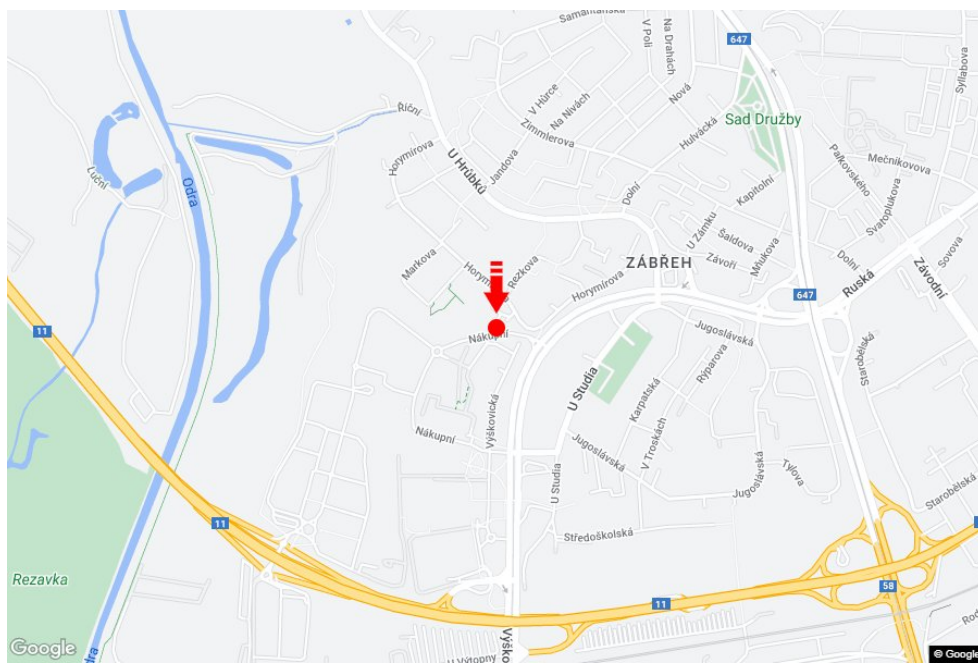 Samaritánská
V Poli
Na Drahách
647
Syllabova
V Hůrce
Na Nivách
Nová
Říční
Zimmlerova
Hulvácká
Sad Družby
Horymírova
U Hrůbků
Jandova
Mečnikovova
Luční
Odra
Dolní
Kapitolní
Svatoplukova
U Zámku
Šaldova
Závoří
Mňukova
Dolní
Sovova
Závodní
Markova
Rezkova
ZÁBŘEH
Horymírova
647
Ruská
11
Nákupní
Jugoslávská
Rýparova
Starobělská
U Studia
Karpatská
Výškovická
Nákupní
V Troskách
Jugoslávská
Jugoslávská
Tylova
U Studia
Starobělská
Středoškolská
11
Rezavka
58
11
Google
U Výtopny
© Google